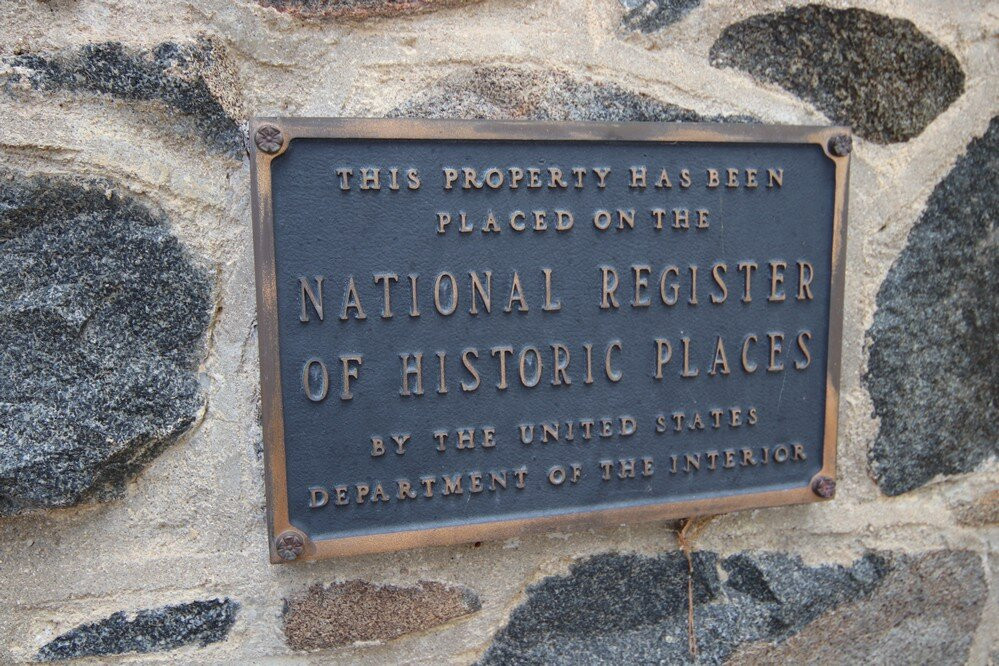 THIS PROPERTY HAS BEEN
PLACED ON THE
NATIONAL REGISTER
OF HISTORIC PLACES
BY THE UNITED STATES
DEPARTMENT OF THE INTERIOR